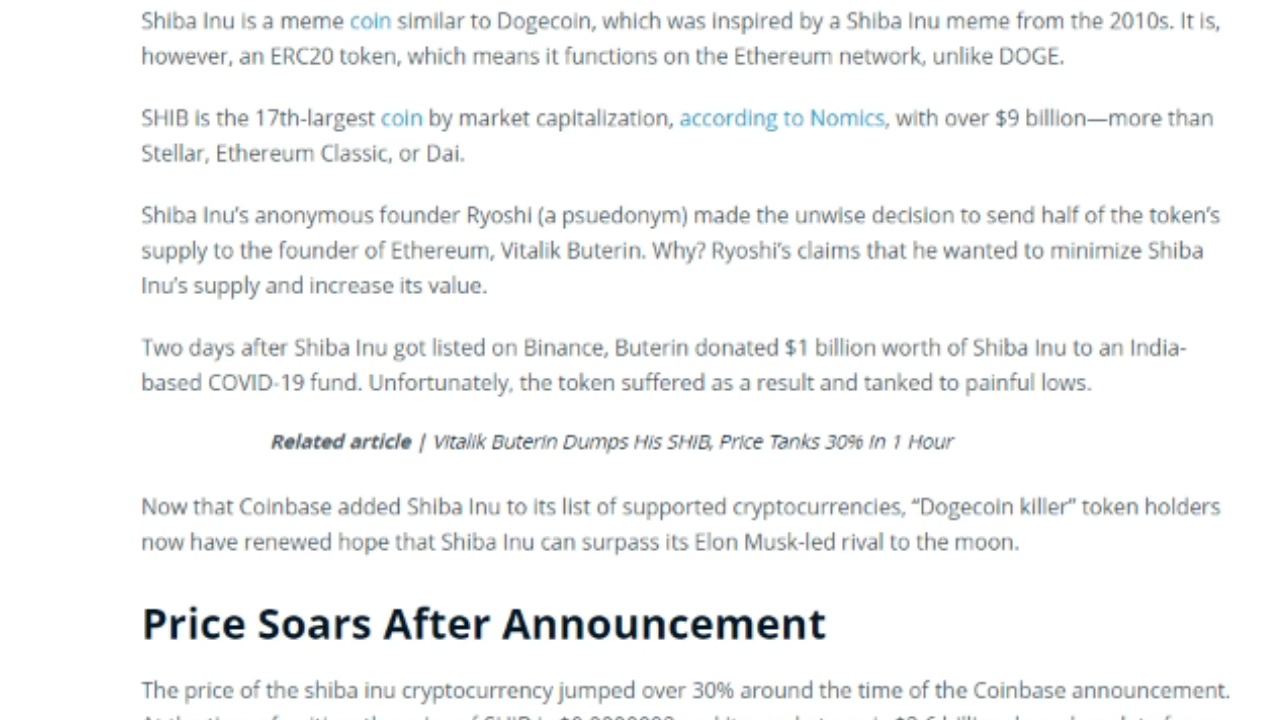 Shiba Inu is a meme coin similar to Dogecoin, which was inspired by a Shiba Inu meme from the 2010s. It is,
however, an ERC20 token, which means it functions on the Ethereum network, unlike DOGE.
SHIB is the 17th-largest coin by market capitalization, according to Nomics, with over $9 billion—more than
Stellar, Ethereum Classic, or Dai.
Shiba Inu’s anonymous founder Ryoshi (a psuedonym) made the unwise decision to send half of the token’s
supply to the founder of Ethereum, Vitalik Buterin. Why? Ryoshi’s claims that he wanted to minimize Shiba
Inu’s supply and increase its value.
Two days after Shiba Inu got listed on Binance, Buterin donated $1 billion worth of Shiba Inu to an India-
based COVID-19 fund. Unfortunately, the token suffered as a result and tanked to painful lows.
Related article | Vitalik Buterin Dumps His SHIB, Price Tanks 30% In 1 Hour
Now that Coinbase added Shiba Inu to its list of supported cryptocurrencies, “Dogecoin killer” token holders
now have renewed hope that Shiba Inu can surpass its Elon Musk-led rival to the moon.
Price Soars After Announcement
The price of the shiba inu cryptocurrency jumped over 30% around the time of the Coinbase announcement.